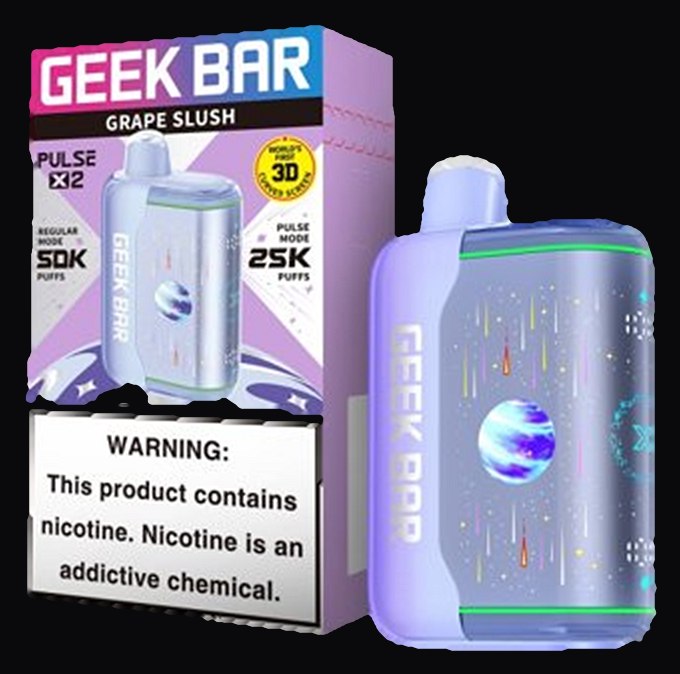 GEEK BAR
GRAPE SLUSH
PULSE
X2
WORLD'S
FIRST
3D
CURVED SCREEN
REGULAR
MODE
50K
PUFFS
PULSE
MODE
25K
PUFFS
GEEK BAR
WARNING:
This product contains
nicotine. Nicotine is an
addictive chemical.
GEEK BAR
X